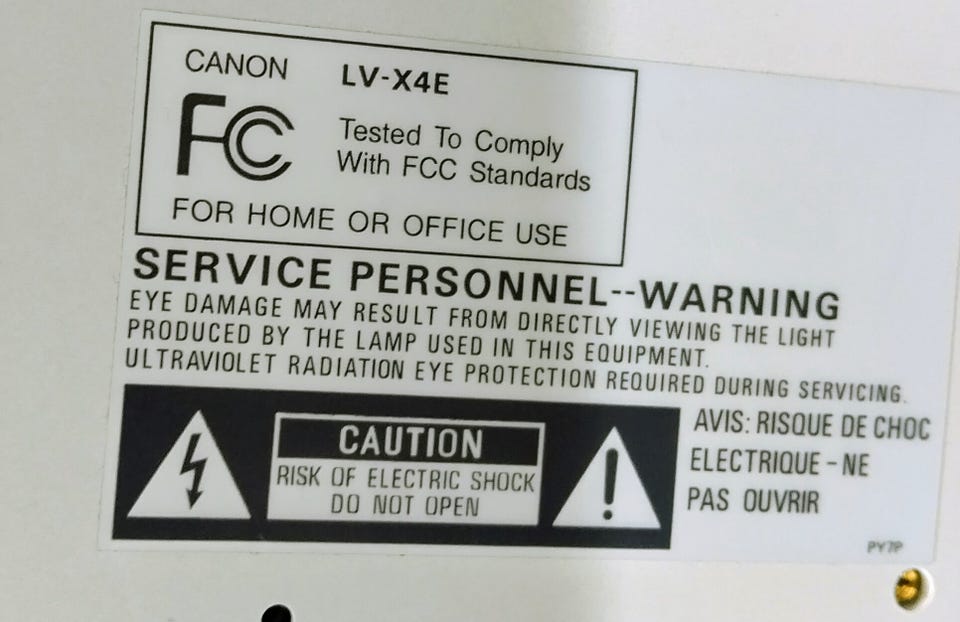 CANON LV-X4E
FC
Tested To Comply
With FCC Standards
FOR HOME OR OFFICE USE
SERVICE PERSONNEL--WARNING
EYE DAMAGE MAY RESULT FROM DIRECTLY VIEWING THE LIGHT
PRODUCED BY THE LAMP USED IN THIS EQUIPMENT.
ULTRAVIOLET RADIATION EYE PROTECTION REQUIRED DURING SERVICING.
CAUTION
RISK OF ELECTRIC SHOCK
DO NOT OPEN
AVIS: RISQUE DE CHOC
ELECTRIQUE - NE
PAS OUVRIR
PY7P